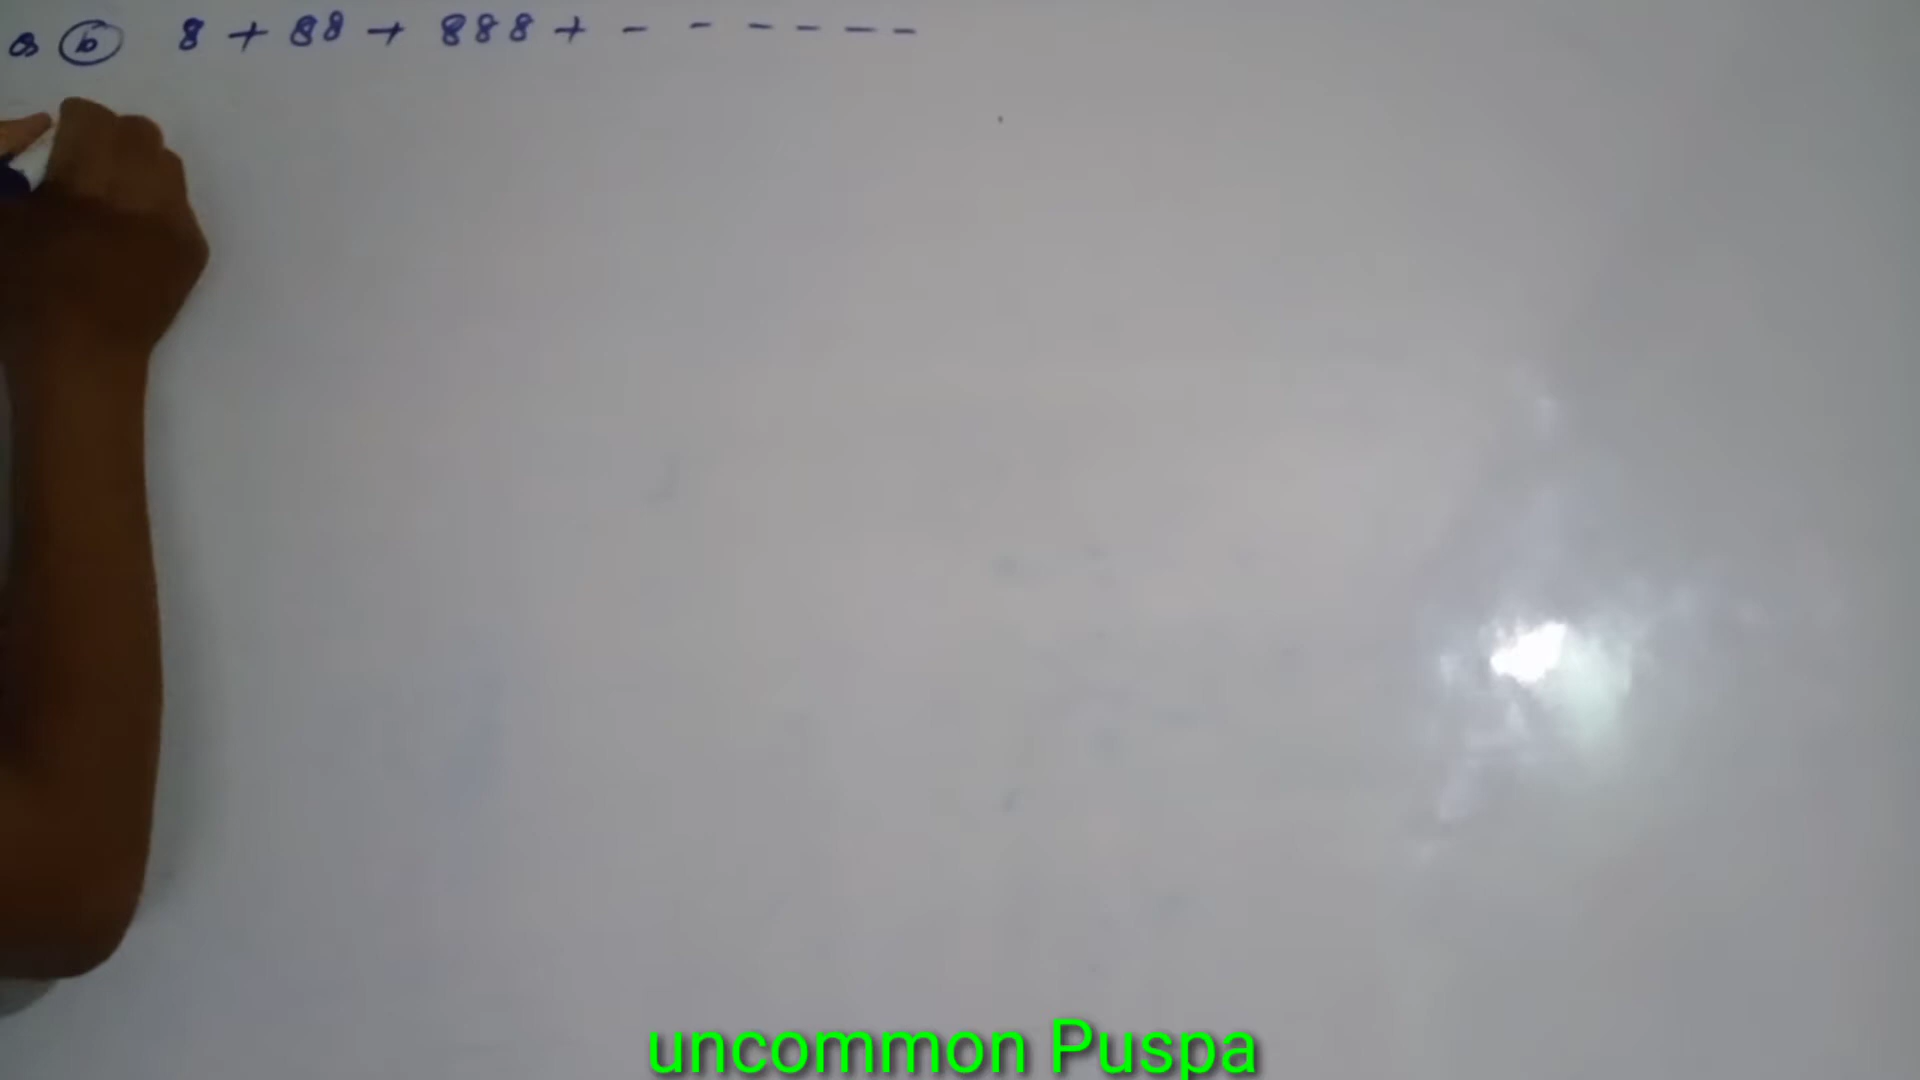 ⓑ 8 + 88 + 888 + - - - - - -
uncommon Puspa